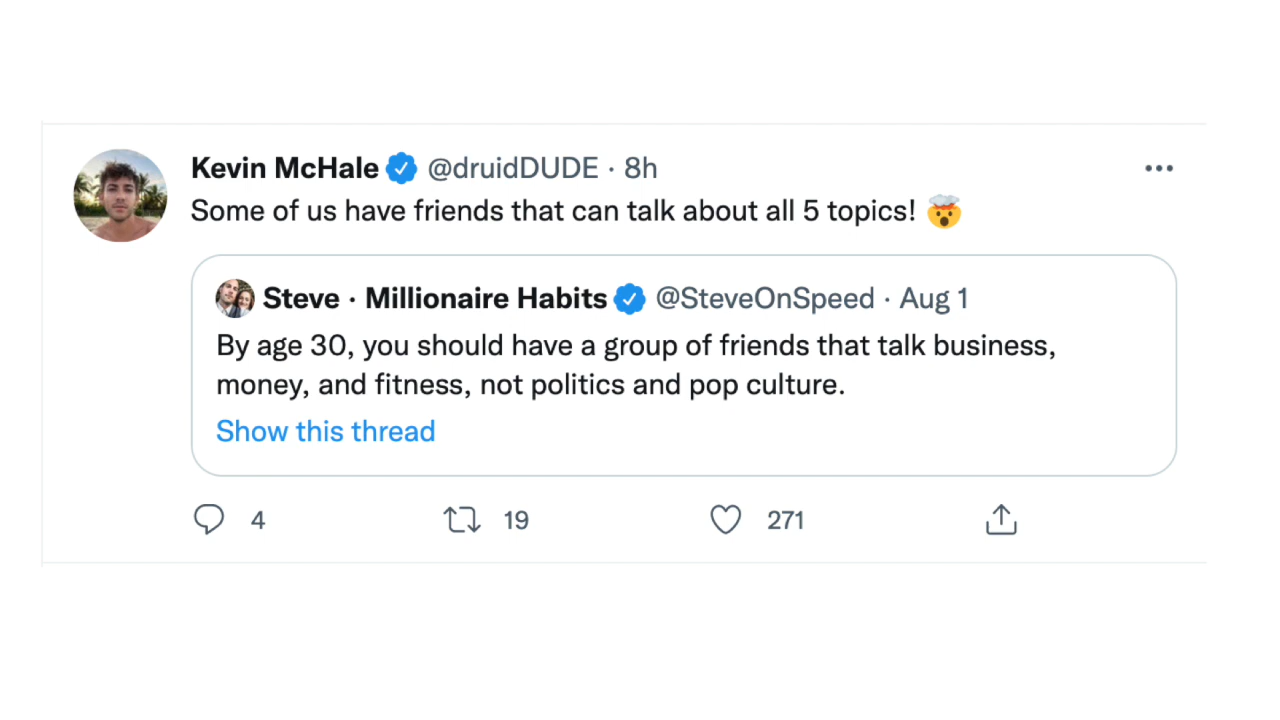 Kevin McHale @druidDUDE · 8h
Some of us have friends that can talk about all 5 topics! 🤯
Steve · Millionaire Habits @SteveOnSpeed · Aug 1
By age 30, you should have a group of friends that talk business,
money, and fitness, not politics and pop culture.
Show this thread
4 19 271